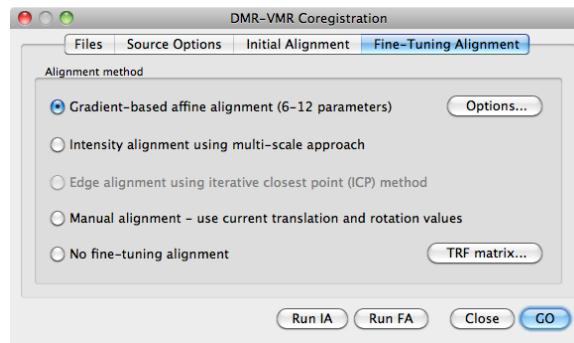 DMR-VMR Coregistration
Files Source Options Initial Alignment Fine-Tuning Alignment
Alignment method
Gradient-based affine alignment (6-12 parameters) Options...
Intensity alignment using multi-scale approach
Edge alignment using iterative closest point (ICP) method
Manual alignment - use current translation and rotation values
No fine-tuning alignment TRF matrix...
Run IA Run FA Close GO